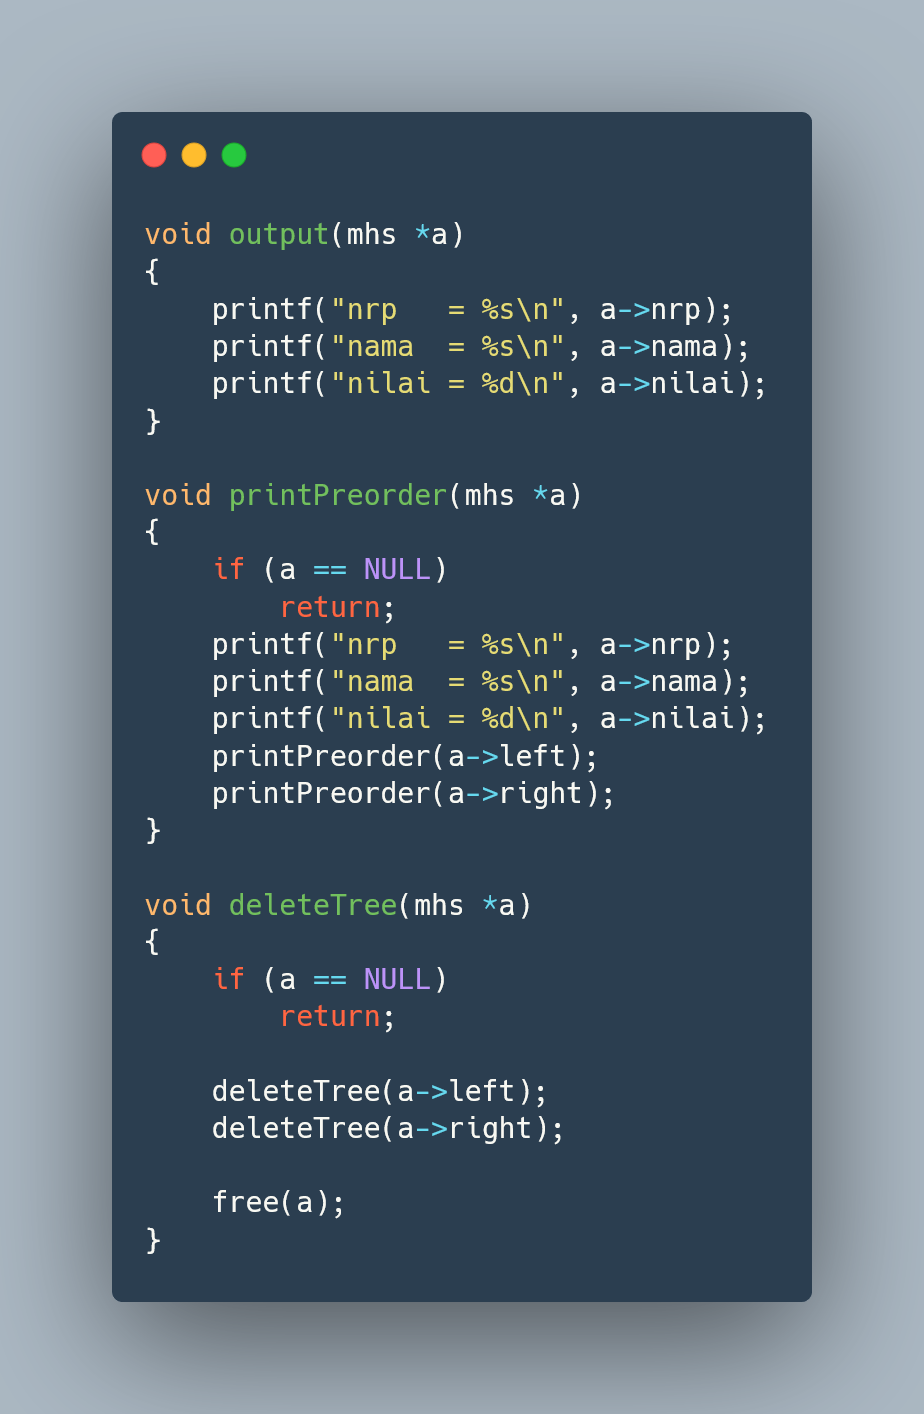 void output(mhs *a)
{
    printf("nrp   = %s\n", a->nrp);
    printf("nama  = %s\n", a->nama);
    printf("nilai = %d\n", a->nilai);
}

void printPreorder(mhs *a)
{
    if (a == NULL)
        return;
    printf("nrp   = %s\n", a->nrp);
    printf("nama  = %s\n", a->nama);
    printf("nilai = %d\n", a->nilai);
    printPreorder(a->left);
    printPreorder(a->right);
}

void deleteTree(mhs *a)
{
    if (a == NULL)
        return;

    deleteTree(a->left);
    deleteTree(a->right);

    free(a);
}